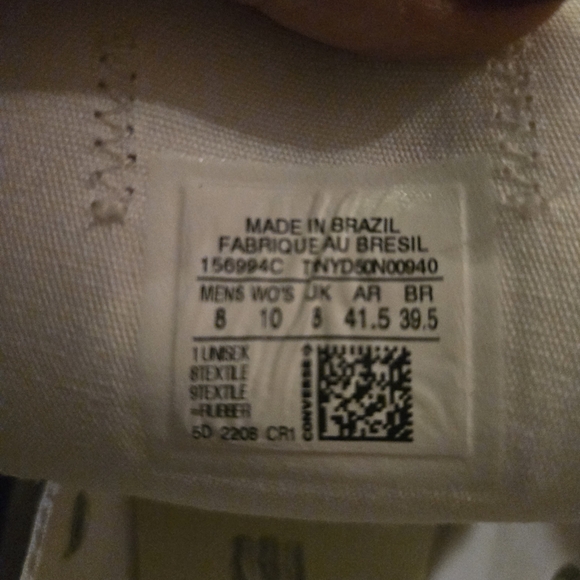 MADE IN BRAZIL
FABRIQUE AU BRESIL
156994C NYD50N00940
MENS WO'S UK AR BR
8 10 8 41.5 39.5
1 UNISEX
8TEXTILE
9TEXTILE
=RUBBER
5D 2208 CR1
CONVERSE